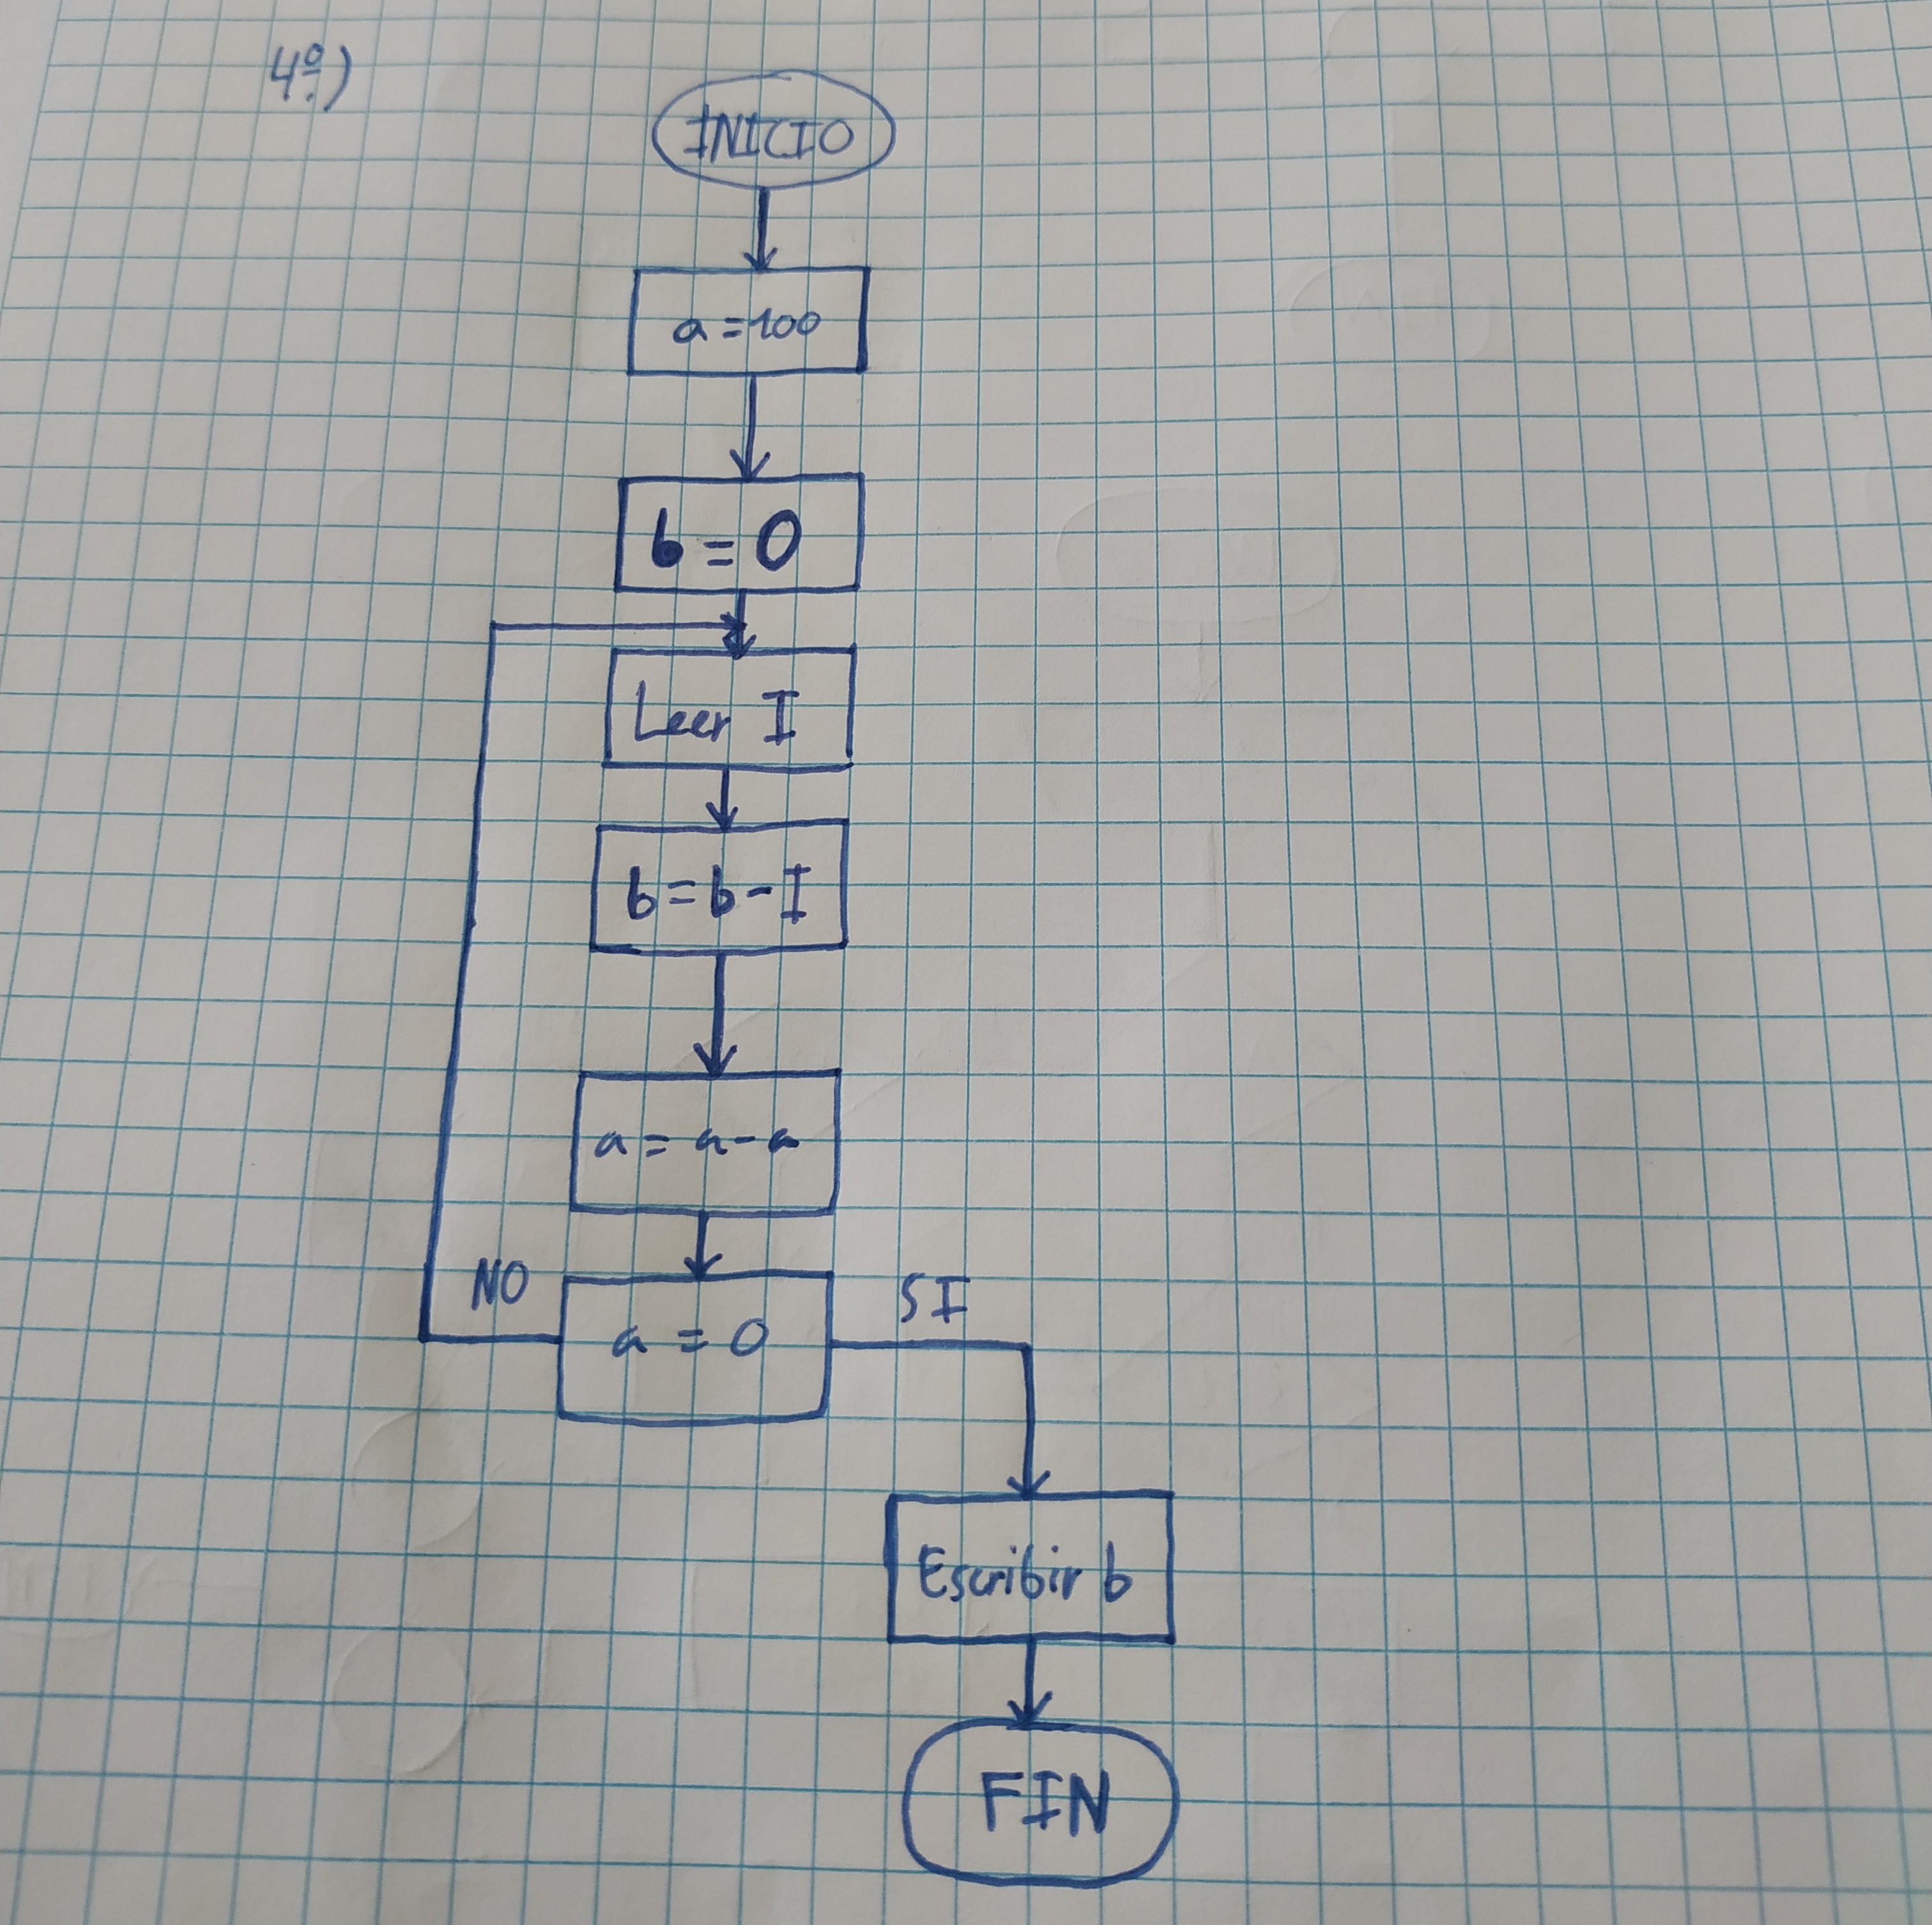 4º.)
INICIO
a = 100
b = 0
Leer I
b = b - I
a = a - a
NO
a = 0
SI
Escribir b
FIN